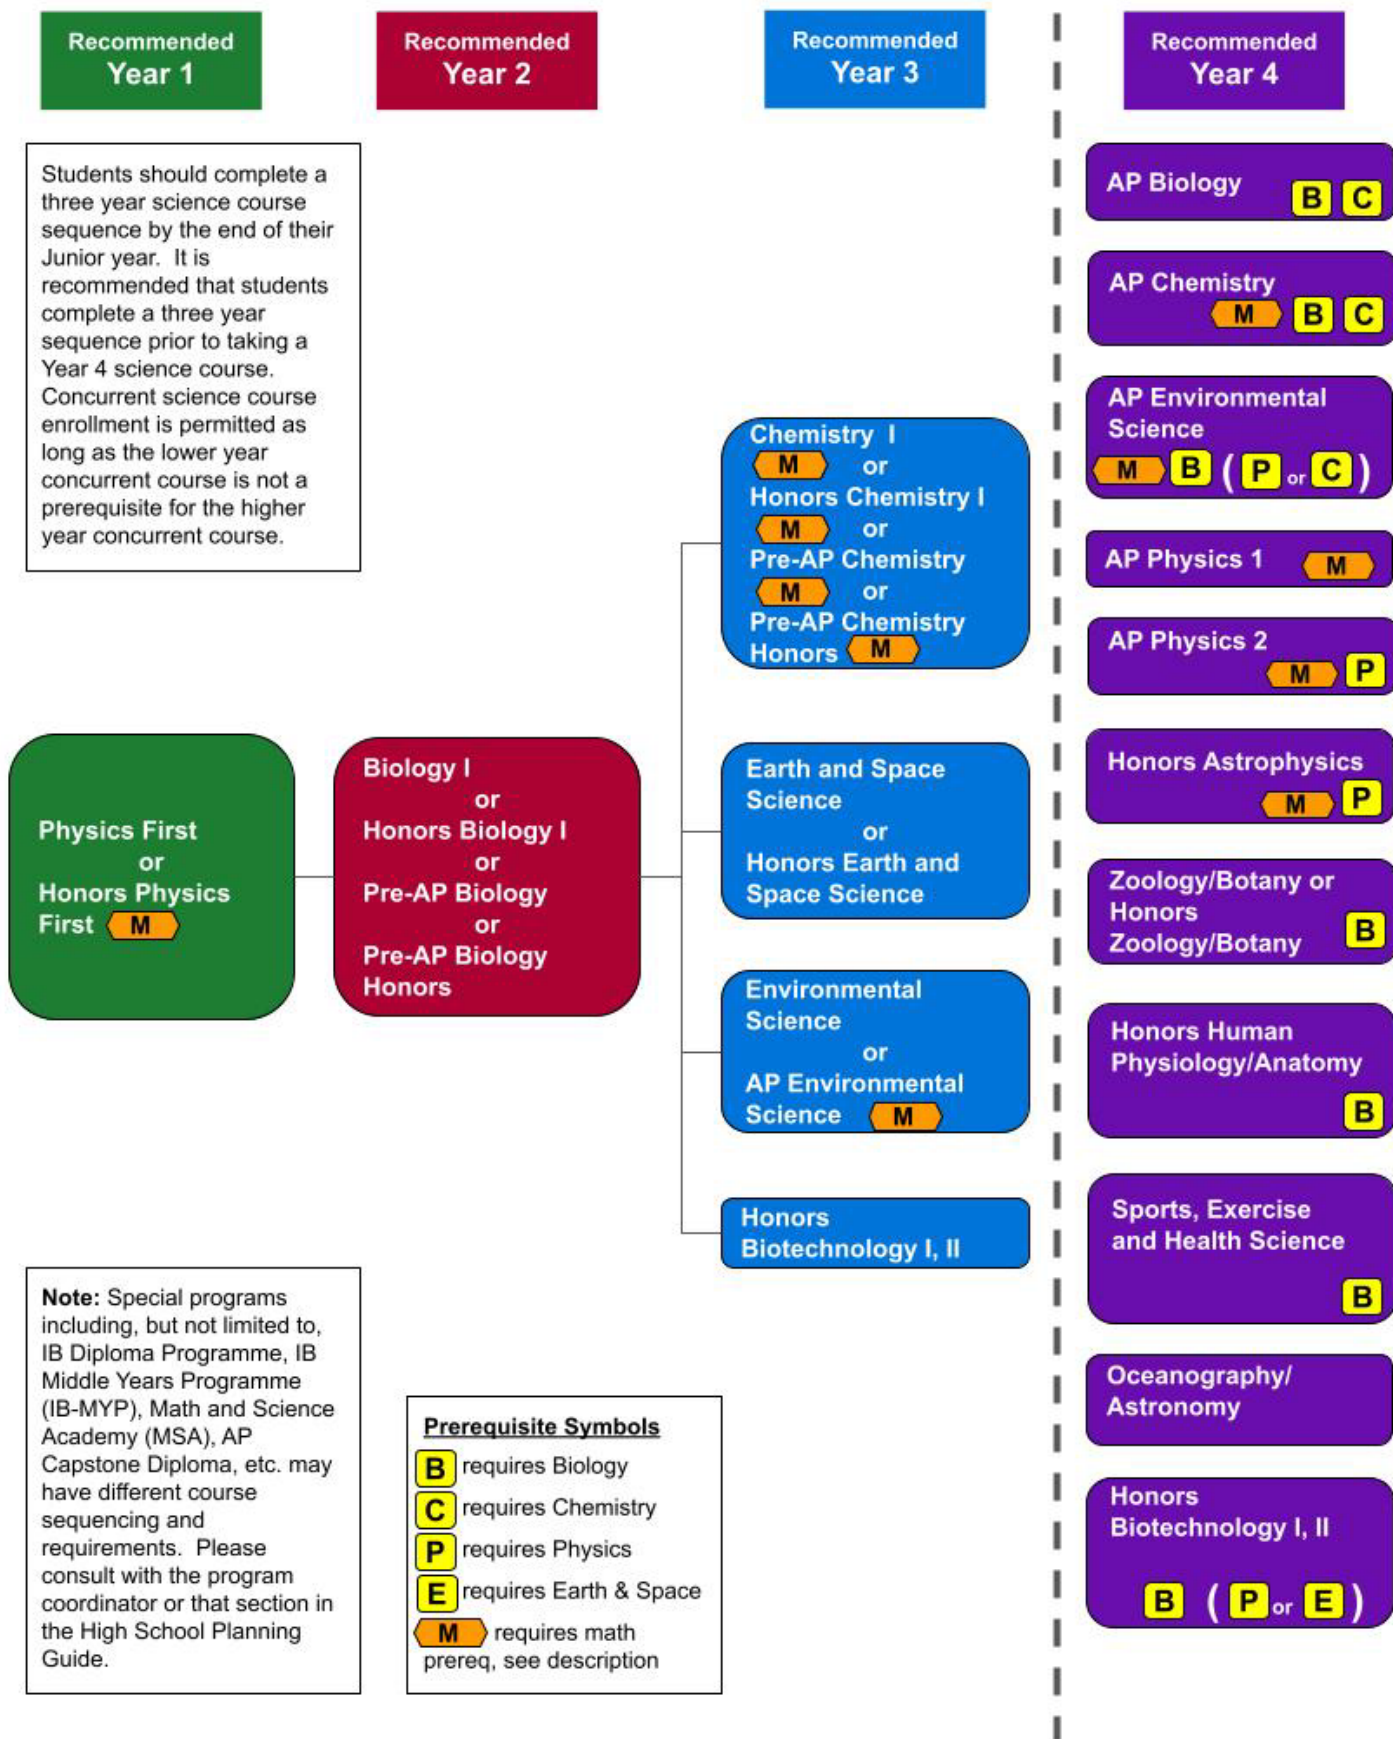 Recommended
Year 1
Recommended
Year 2
Recommended
Year 3
Recommended
Year 4
Students should complete a
three year science course
sequence by the end of their
Junior year.  It is
recommended that students
complete a three year
sequence prior to taking a
Year 4 science course.
Concurrent science course
enrollment is permitted as
long as the lower year
concurrent course is not a
prerequisite for the higher
year concurrent course.
Physics First
or
Honors Physics
First M
Biology I
or
Honors Biology I
or
Pre-AP Biology
or
Pre-AP Biology
Honors
Chemistry I
M or
Honors Chemistry I
M or
Pre-AP Chemistry
M or
Pre-AP Chemistry
Honors M
Earth and Space
Science
or
Honors Earth and
Space Science
Environmental
Science
or
AP Environmental
Science M
Honors
Biotechnology I, II
AP Biology
B C
AP Chemistry
M B C
AP Environmental
Science
M B ( P or C )
AP Physics 1 M
AP Physics 2
M P
Honors Astrophysics
M P
Zoology/Botany or
Honors
Zoology/Botany B
Honors Human
Physiology/Anatomy
B
Sports, Exercise
and Health Science
B
Oceanography/
Astronomy
Honors
Biotechnology I, II
B ( P or E )
Note: Special programs
including, but not limited to,
IB Diploma Programme, IB
Middle Years Programme
(IB-MYP), Math and Science
Academy (MSA), AP
Capstone Diploma, etc. may
have different course
sequencing and
requirements.  Please
consult with the program
coordinator or that section in
the High School Planning
Guide.
Prerequisite Symbols
B requires Biology
C requires Chemistry
P requires Physics
E requires Earth & Space
M requires math
prereq, see description